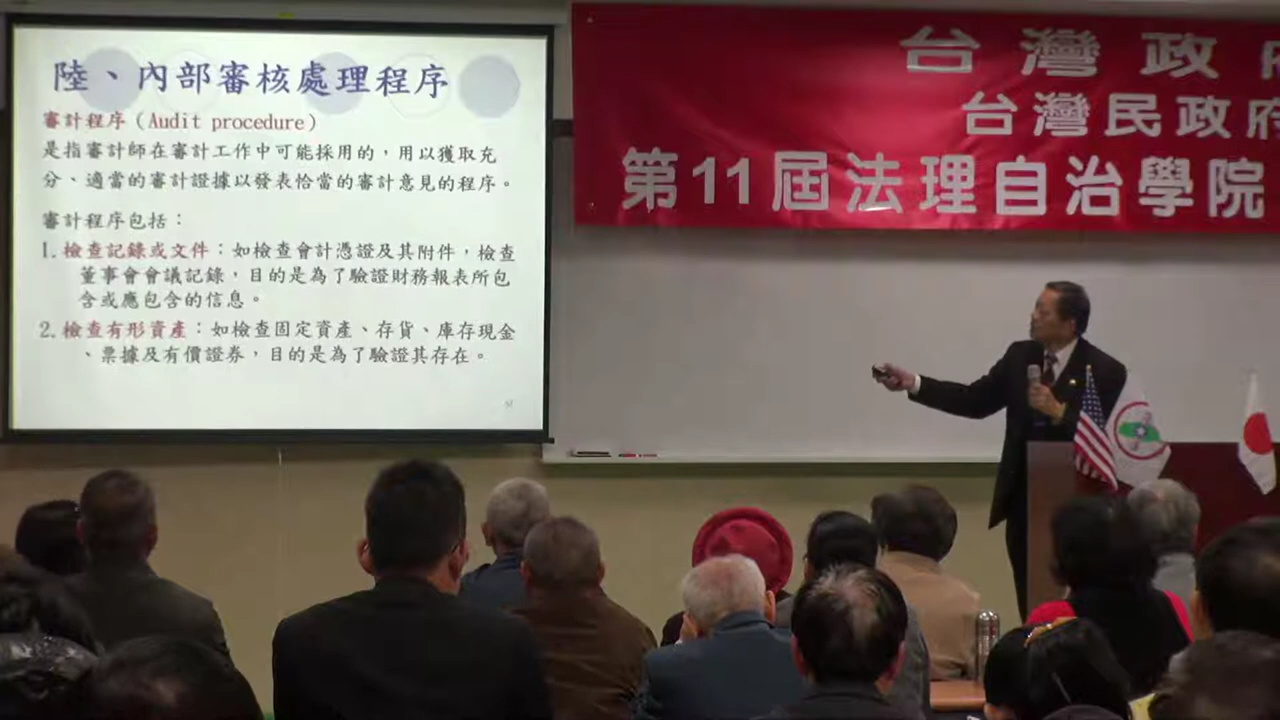 陸、內部審核處理程序
審計程序（Audit procedure）
是指審計師在審計工作中可能採用的，用以獲取充
分、適當的審計證據以發表恰當的審計意見的程序。
審計程序包括：
1. 檢查記錄或文件：如檢查會計憑證及其附件，檢查
董事會會議記錄，目的是為了驗證財務報表所包
含或應包含的信息。
2. 檢查有形資產：如檢查固定資產、存貨、庫存現金
、票據及有價證券，目的是為了驗證其存在。
台灣政府
台灣民政府
第11屆法理自治學院